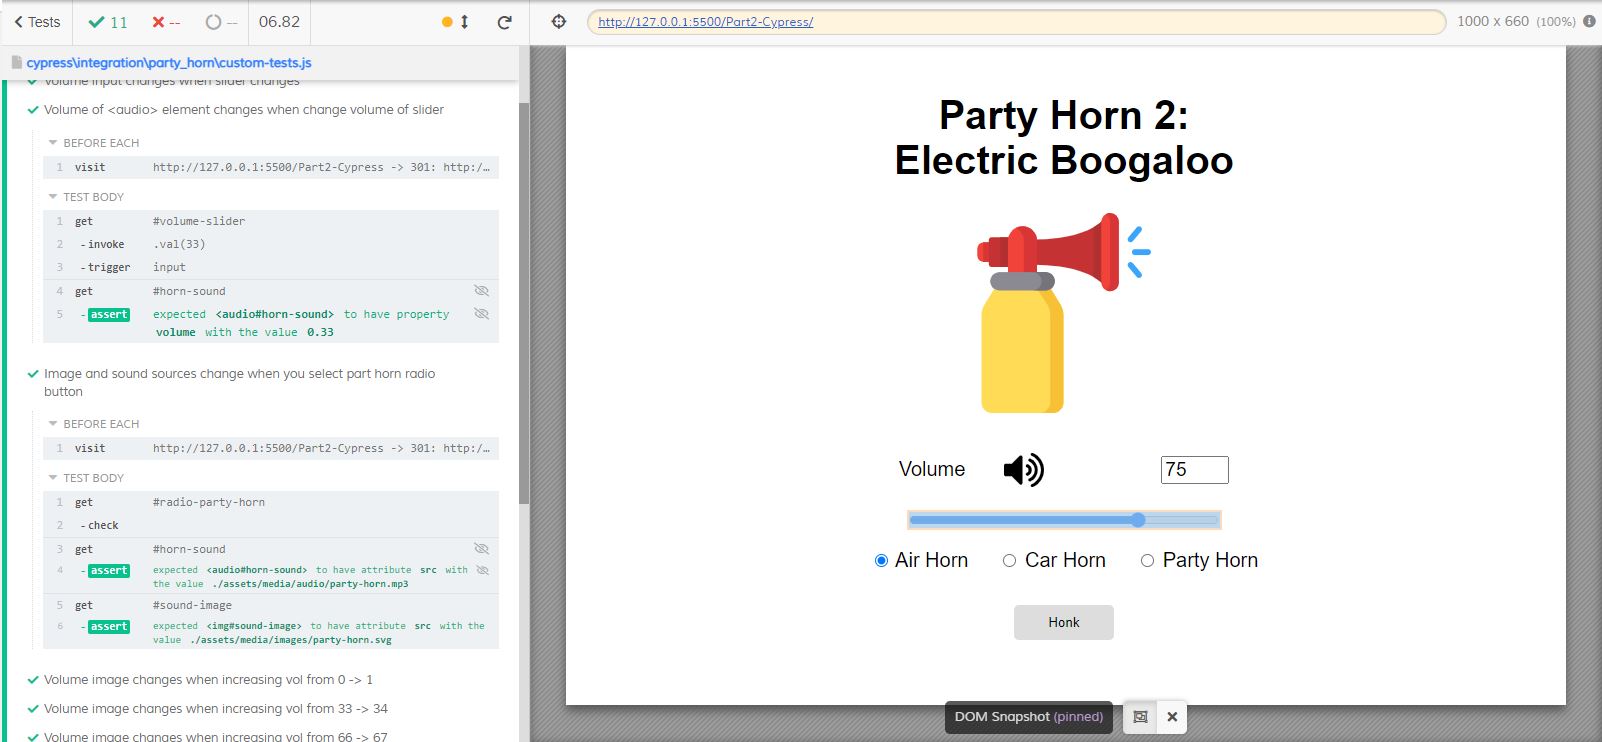 Tests
11
--
--
06.82
http://127.0.0.1:5500/Part2-Cypress/
1000 x 660 (100%)
cypress\integration\party_horn\custom-tests.js
Volume input changes when slider changes
Volume of <audio> element changes when change volume of slider
BEFORE EACH
1 visit http://127.0.0.1:5500/Part2-Cypress -> 301: http:/…
TEST BODY
1 get #volume-slider
2 -invoke .val(33)
3 -trigger input
4 get #horn-sound
5 -assert expected <audio#horn-sound> to have property
volume with the value 0.33
Image and sound sources change when you select part horn radio
button
BEFORE EACH
1 visit http://127.0.0.1:5500/Part2-Cypress -> 301: http:/…
TEST BODY
1 get #radio-party-horn
2 -check
3 get #horn-sound
4 -assert expected <audio#horn-sound> to have attribute src with
the value ./assets/media/audio/party-horn.mp3
5 get #sound-image
6 -assert expected <img#sound-image> to have attribute src with the
value ./assets/media/images/party-horn.svg
Volume image changes when increasing vol from 0 -> 1
Volume image changes when increasing vol from 33 -> 34
Volume image changes when increasing vol from 66 -> 67
Party Horn 2:
Electric Boogaloo
Volume
75
Air Horn
Car Horn
Party Horn
Honk
DOM Snapshot (pinned)